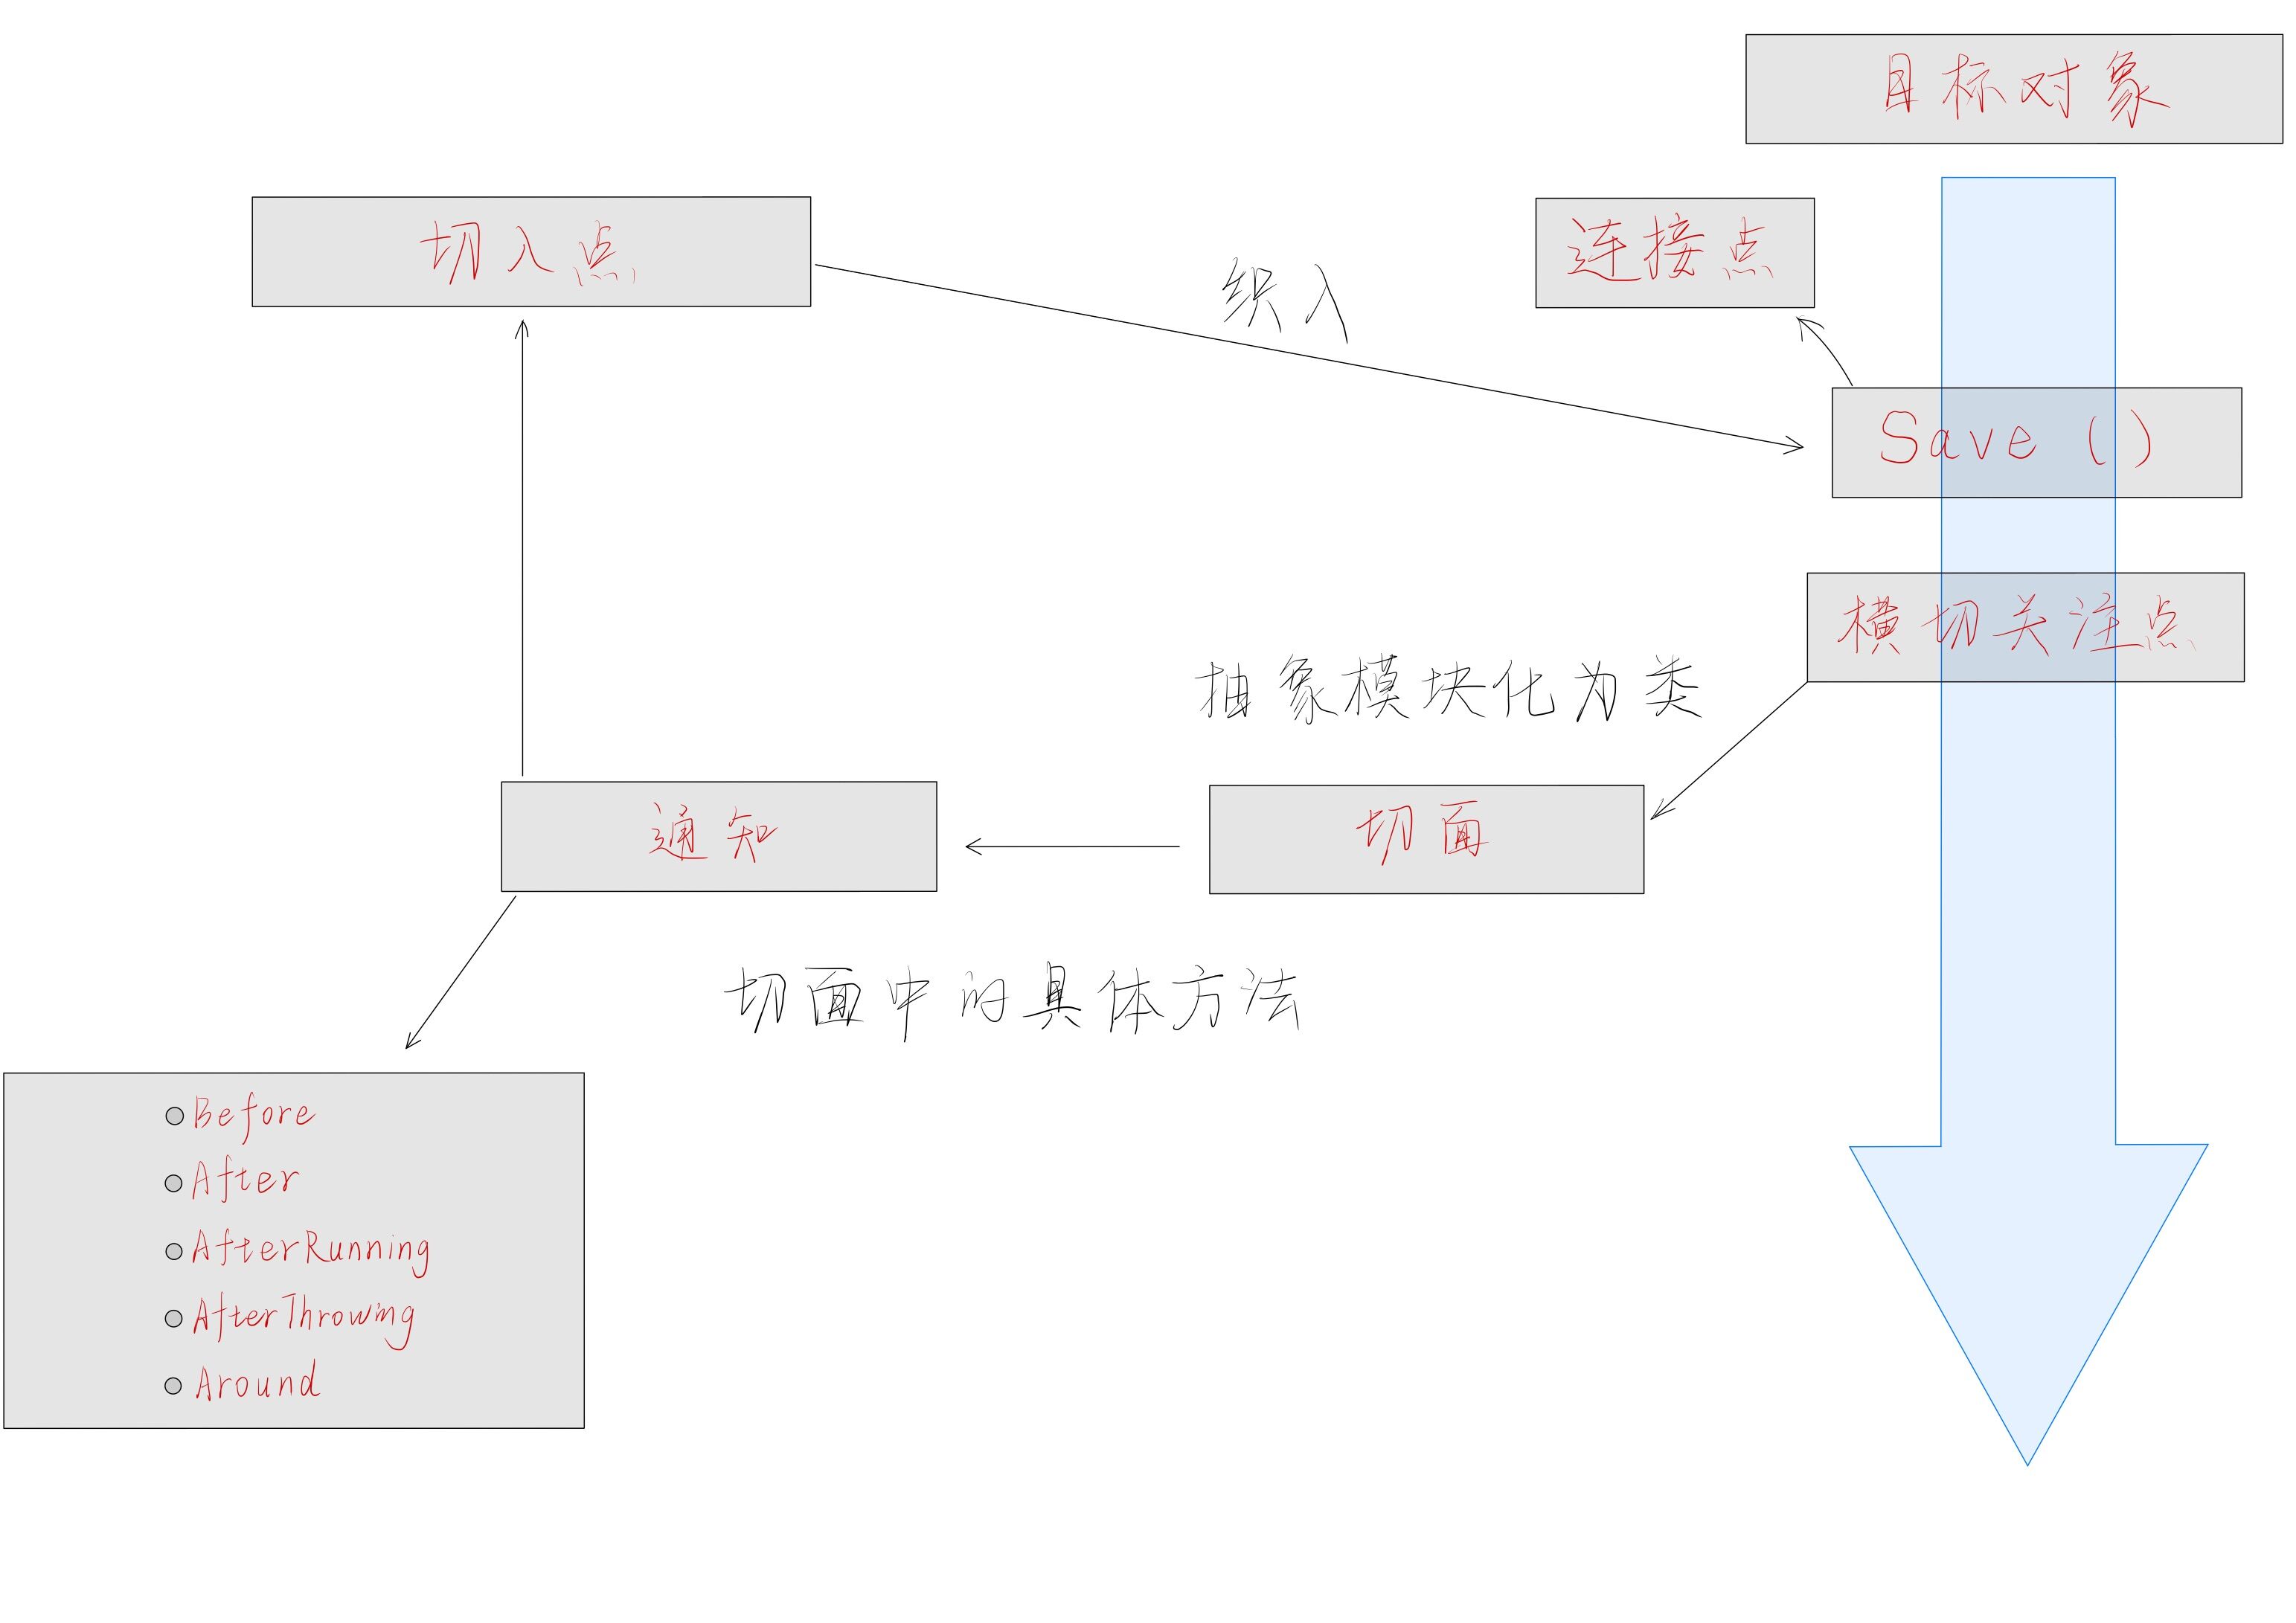 目标对象
切入点
连接点
织入
Save()
横切关注点
抽象模块化为类
通知
切面
切面中的具体方法
Before
After
AfterRunning
AfterThrowing
Around